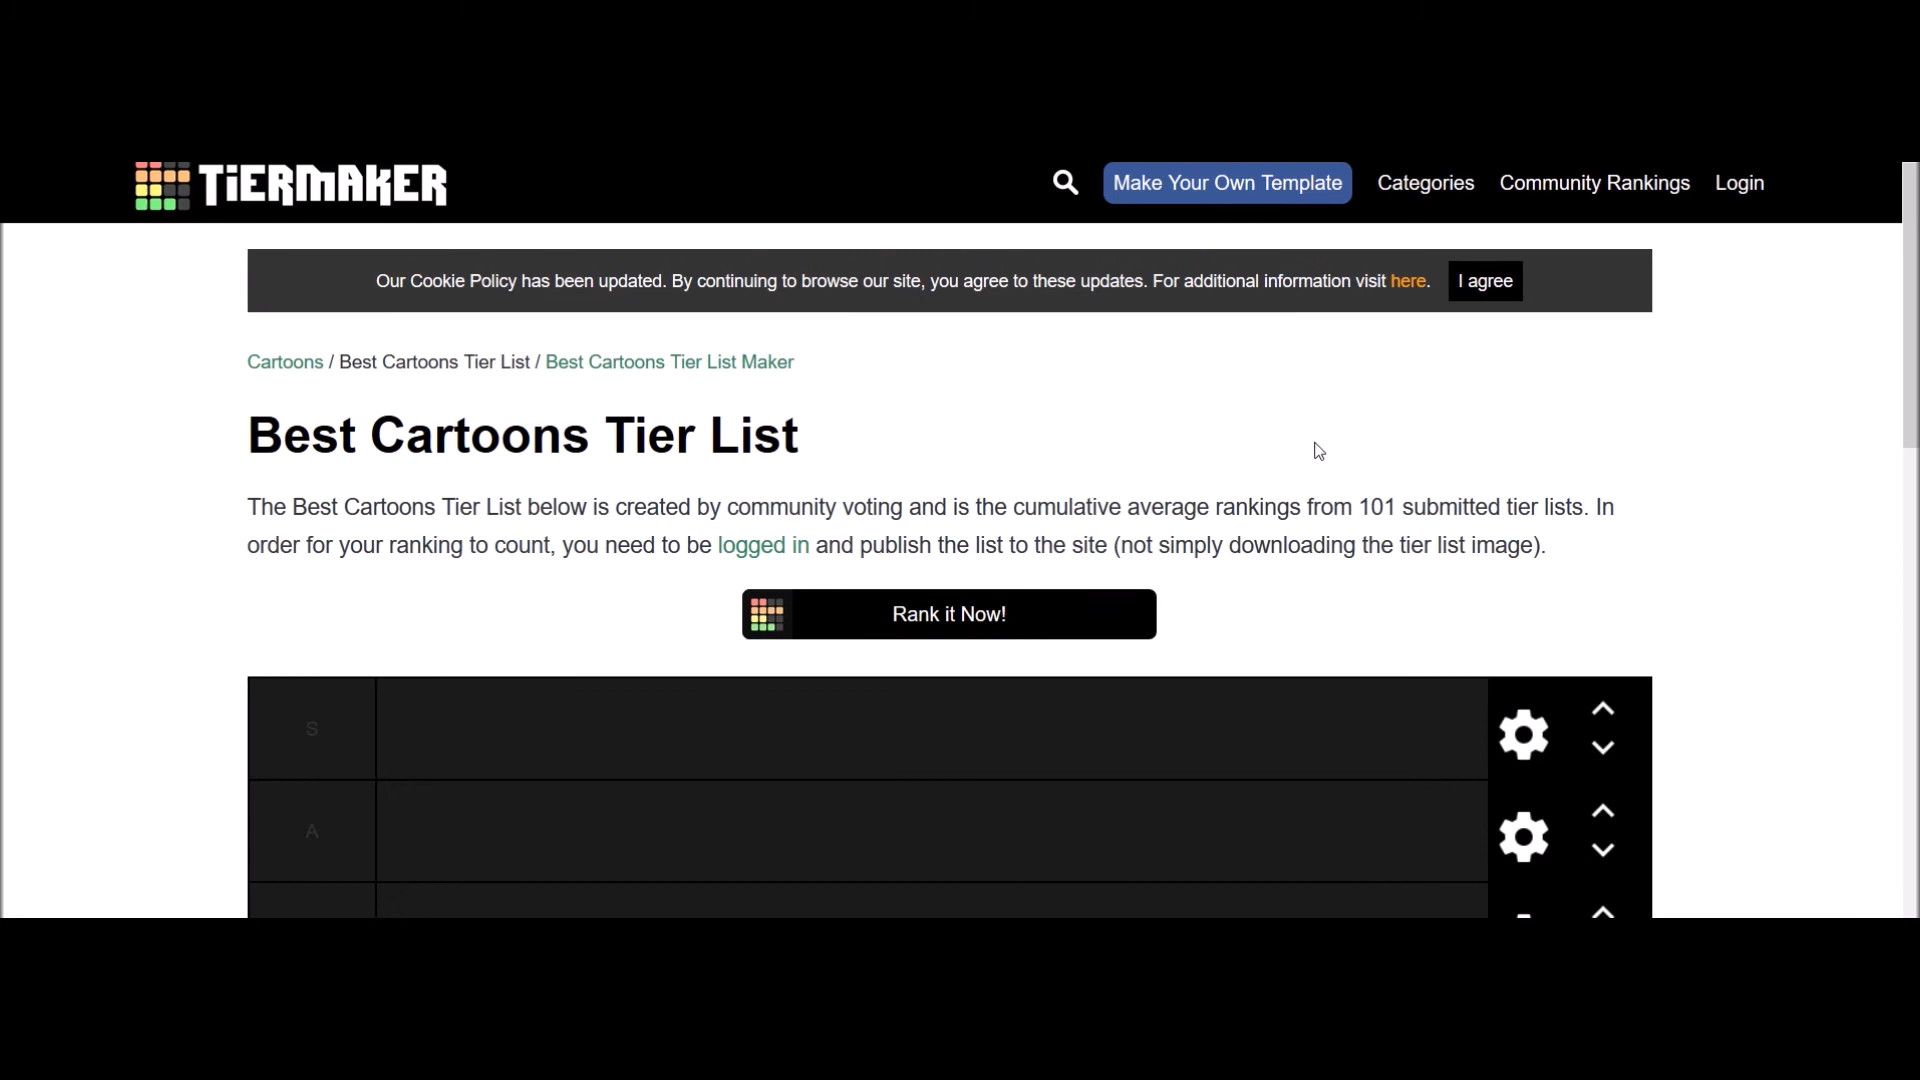 TiERMAKER
Make Your Own Template
Categories
Community Rankings
Login
Our Cookie Policy has been updated. By continuing to browse our site, you agree to these updates. For additional information visit here.
I agree
Cartoons / Best Cartoons Tier List / Best Cartoons Tier List Maker
Best Cartoons Tier List
The Best Cartoons Tier List below is created by community voting and is the cumulative average rankings from 101 submitted tier lists. In
order for your ranking to count, you need to be logged in and publish the list to the site (not simply downloading the tier list image).
Rank it Now!
S
A